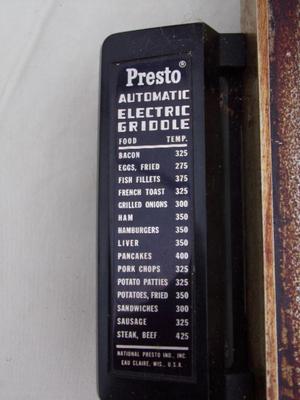 Presto®
AUTOMATIC
ELECTRIC
GRIDDLE
FOOD TEMP.
BACON 325
EGGS, FRIED 275
FISH FILLETS 375
FRENCH TOAST 325
GRILLED ONIONS 300
HAM 350
HAMBURGERS 350
LIVER 350
PANCAKES 400
PORK CHOPS 325
POTATO PATTIES 325
POTATOES, FRIED 350
SANDWICHES 300
SAUSAGE 325
STEAK, BEEF 425
NATIONAL PRESTO IND., INC.
EAU CLAIRE, WIS., U.S.A.